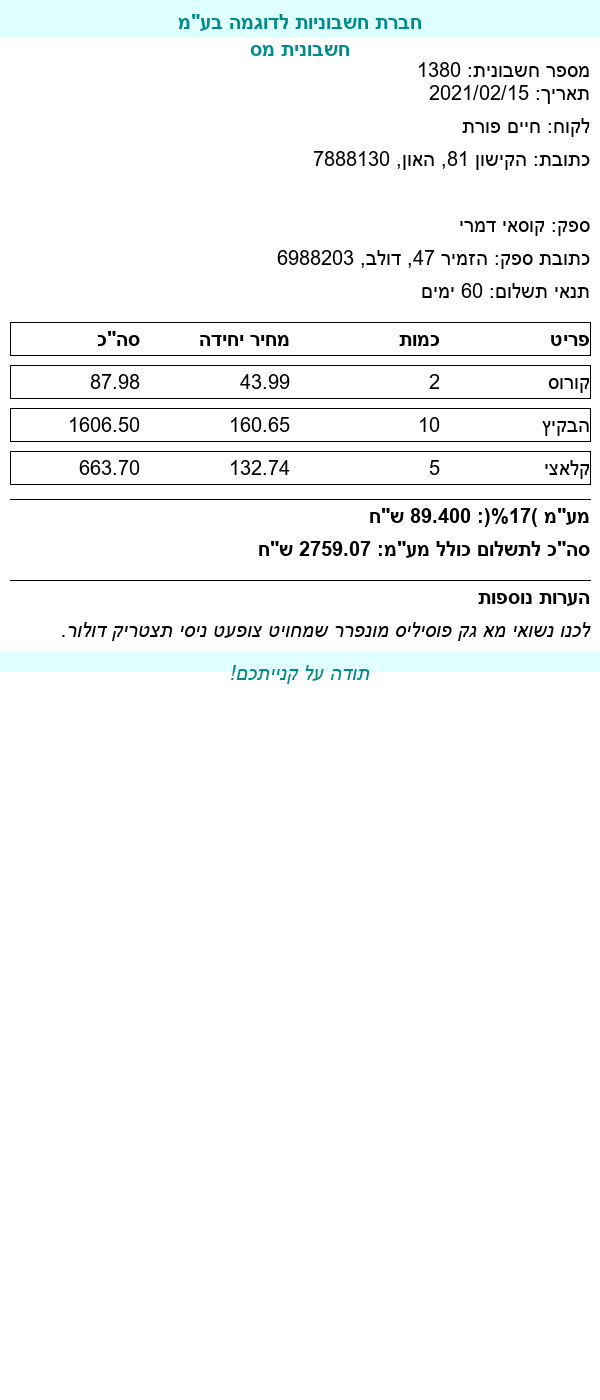 חברת חשבוניות לדוגמה בע"מ
חשבונית מס
מספר חשבונית: 1380
תאריך: 2021/02/15
לקוח: חיים פורת
כתובת: הקישון 81, האון, 7888130
ספק: קוסאי דמרי
כתובת ספק: הזמיר 47, דולב, 6988203
תנאי תשלום: 60 ימים
פריט כמות מחיר יחידה סה"כ
קורוס 2 43.99 87.98
הבקיץ 10 160.65 1606.50
קלאצי 5 132.74 663.70
מע"מ )17%(: 89.400 ש"ח
סה"כ לתשלום כולל מע"מ: 2759.07 ש"ח
הערות נוספות
לכנו נשואי מא גק פוסיליס מונפרר שמחויט צופעט ניסי תצטריק דולור.
תודה על קנייתכם!